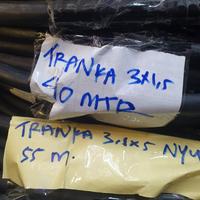 TRANKA 3x1,5
40 MTR
TRANKA 3x1.5 NYM
55 M.